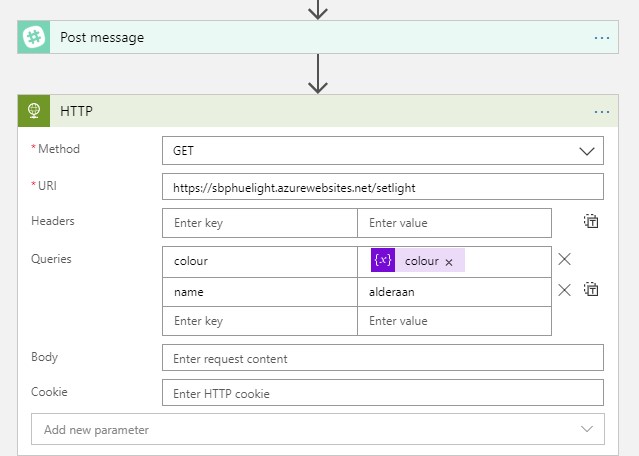 Post message
HTTP
* Method
GET
* URI
https://sbphuelight.azurewebsites.net/setlight
Headers
Enter key
Enter value
Queries
colour
{x} colour ×
name
alderaan
Enter key
Enter value
Body
Enter request content
Cookie
Enter HTTP cookie
Add new parameter